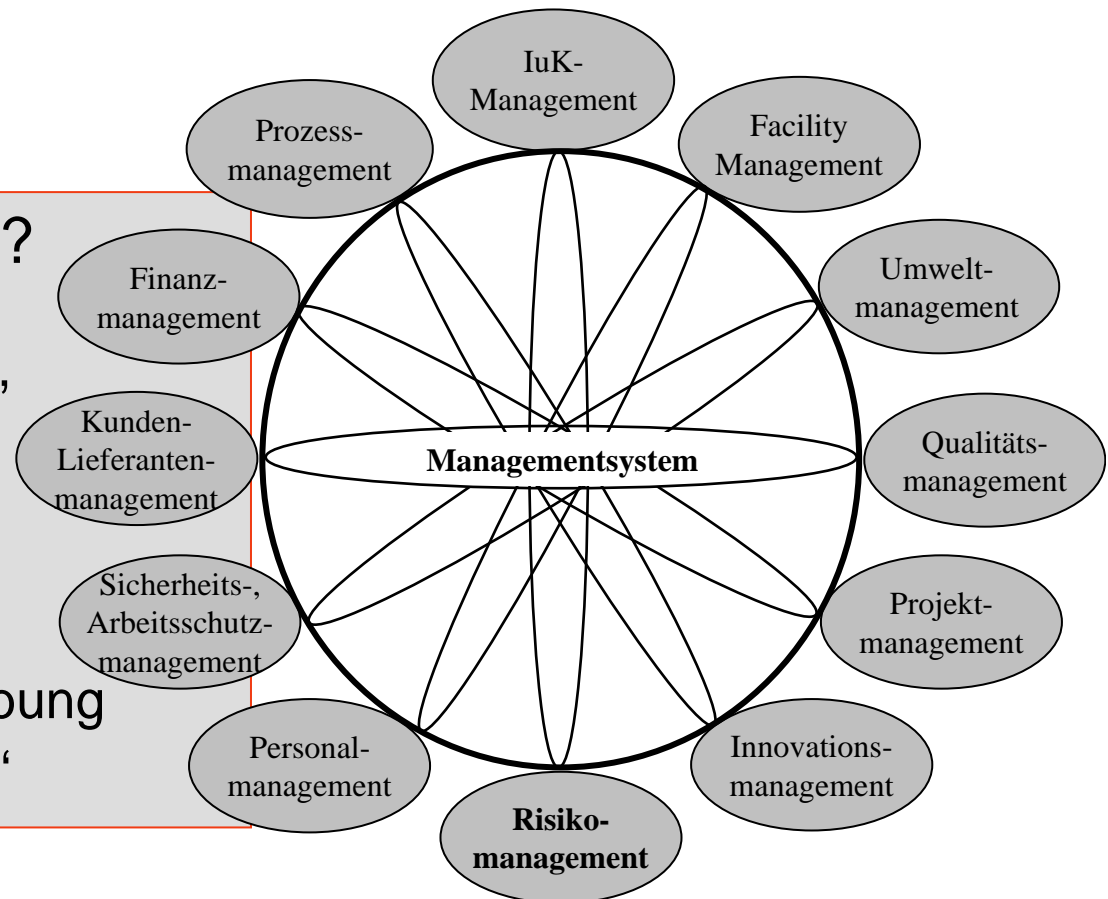 IuK-
Management
Facility
Management
Umwelt-
management
Qualitäts-
management
Projekt-
management
Innovations-
management
Risiko-
management
Personal-
management
Sicherheits-,
Arbeitsschutz-
management
Kunden-
Lieferanten-
management
Finanz-
management
Prozess-
management
Managementsystem
?
,
“